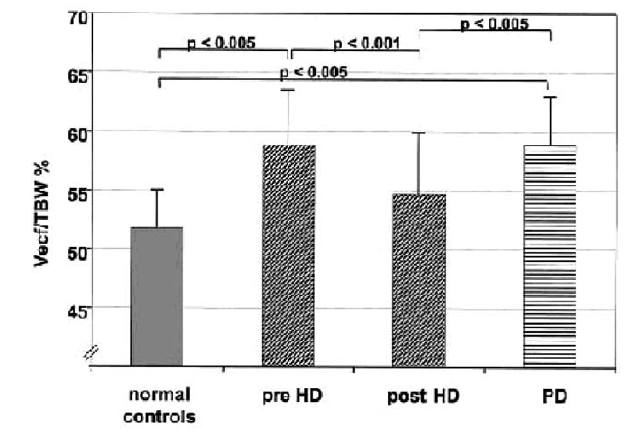 70
p < 0.005
p < 0.005
p < 0.001
65
p < 0.005
60
55
50
45
Vecf/TBW %
normal controls
pre HD
post HD
PD